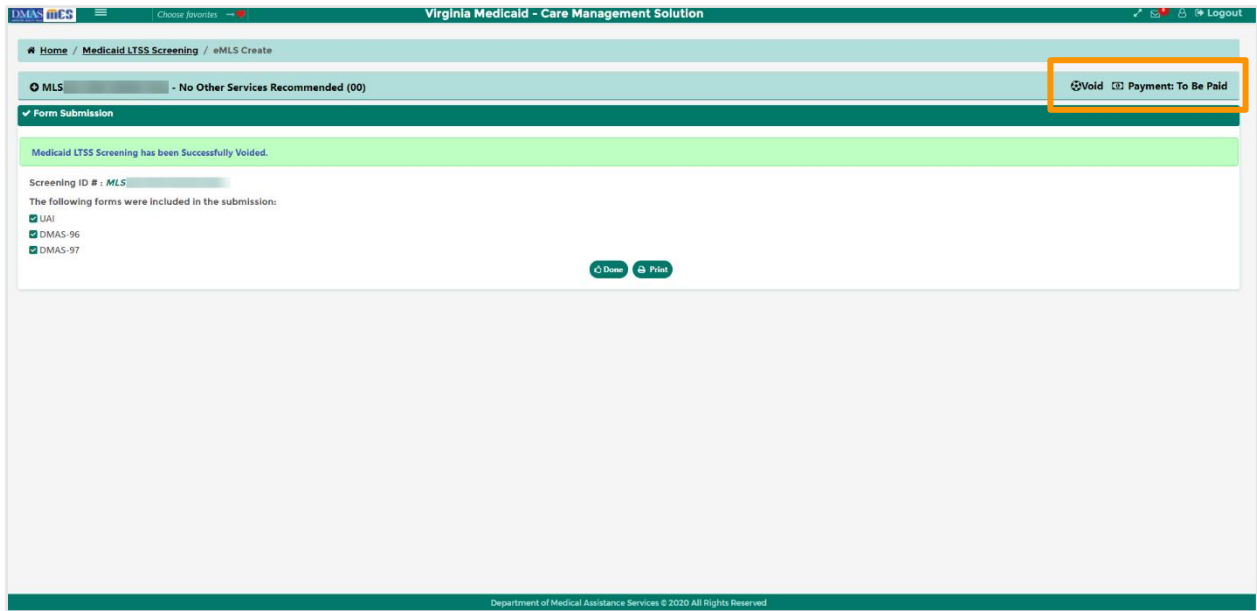 DMAS mCS Choose favorites Virginia Medicaid - Care Management Solution Logout
Home / Medicaid LTSS Screening / eMLS Create
MLS - No Other Services Recommended (00) Void Payment: To Be Paid
Form Submission
Medicaid LTSS Screening has been Successfully Voided.
Screening ID # : MLS
The following forms were included in the submission:
UAI
DMAS-96
DMAS-97
Done Print
Department of Medical Assistance Services © 2020 All Rights Reserved